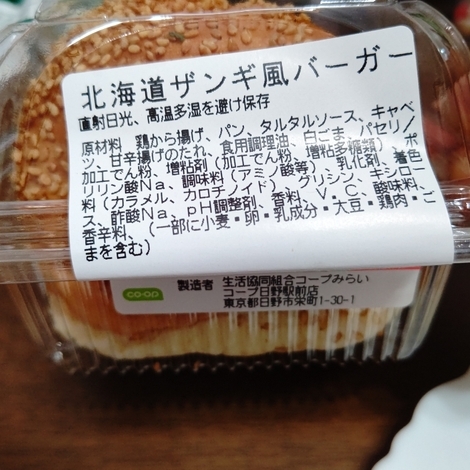 北海道ザンギ風バーガー
直射日光、高温多湿を避け保存
原材料 鶏から揚げ、パン、タルタルソース、キャベ
ツ、甘辛揚げのたれ、食用調理油、白ごま、パセリ／
加工でん粉、増粘剤（加工でん粉、増粘多糖類）、ポ
リリン酸Ｎａ、調味料（アミノ酸等）、乳化剤、着色
料（カラメル、カロチノイド）、グリシン、キシロー
ス、酢酸Ｎａ、ｐＨ調整剤、香料、Ｖ．Ｃ、酸味料、
香辛料、（一部に小麦・卵・乳成分・大豆・鶏肉・ご
まを含む）
co-op
製造者 生活協同組合コープみらい
コープ日野駅前店
東京都日野市栄町1-30-1